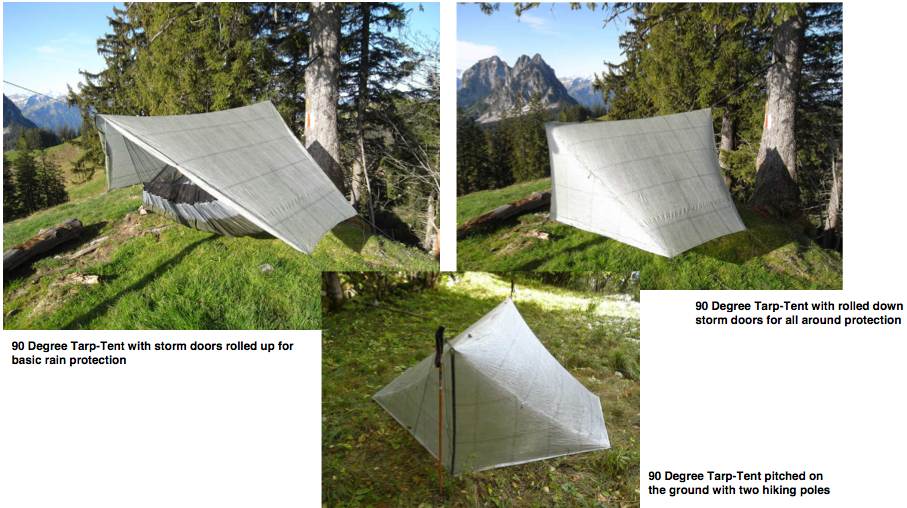 90 Degree Tarp-Tent with storm doors rolled up for
basic rain protection
90 Degree Tarp-Tent with rolled down
storm doors for all around protection
90 Degree Tarp-Tent pitched on
the ground with two hiking poles